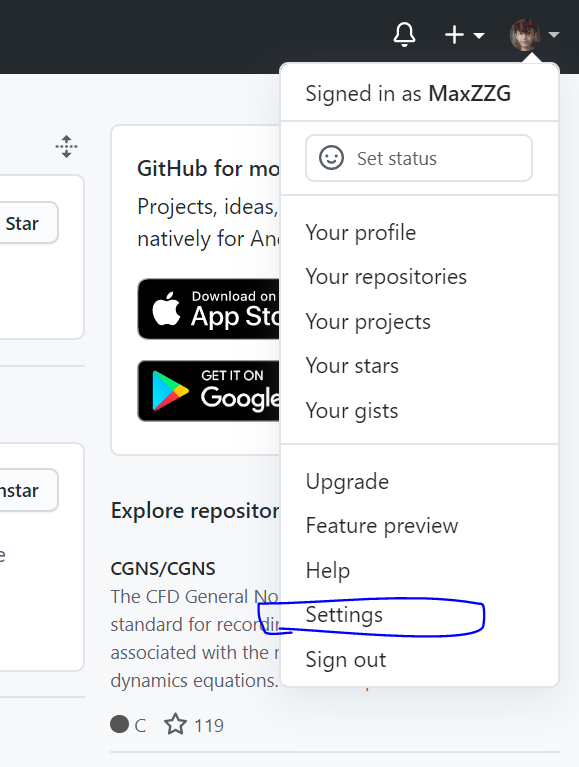 Signed in as MaxZZG
Set status
Your profile
Your repositories
Your projects
Your stars
Your gists
Upgrade
Feature preview
Help
Settings
Sign out
Star
nstar
e
GitHub for mo
Projects, ideas,
natively for An
Download on
App Sto
GET IT ON
Google
Explore repositor
CGNS/CGNS
The CFD General No
standard for recordin
associated with the
dynamics equations.
C 119